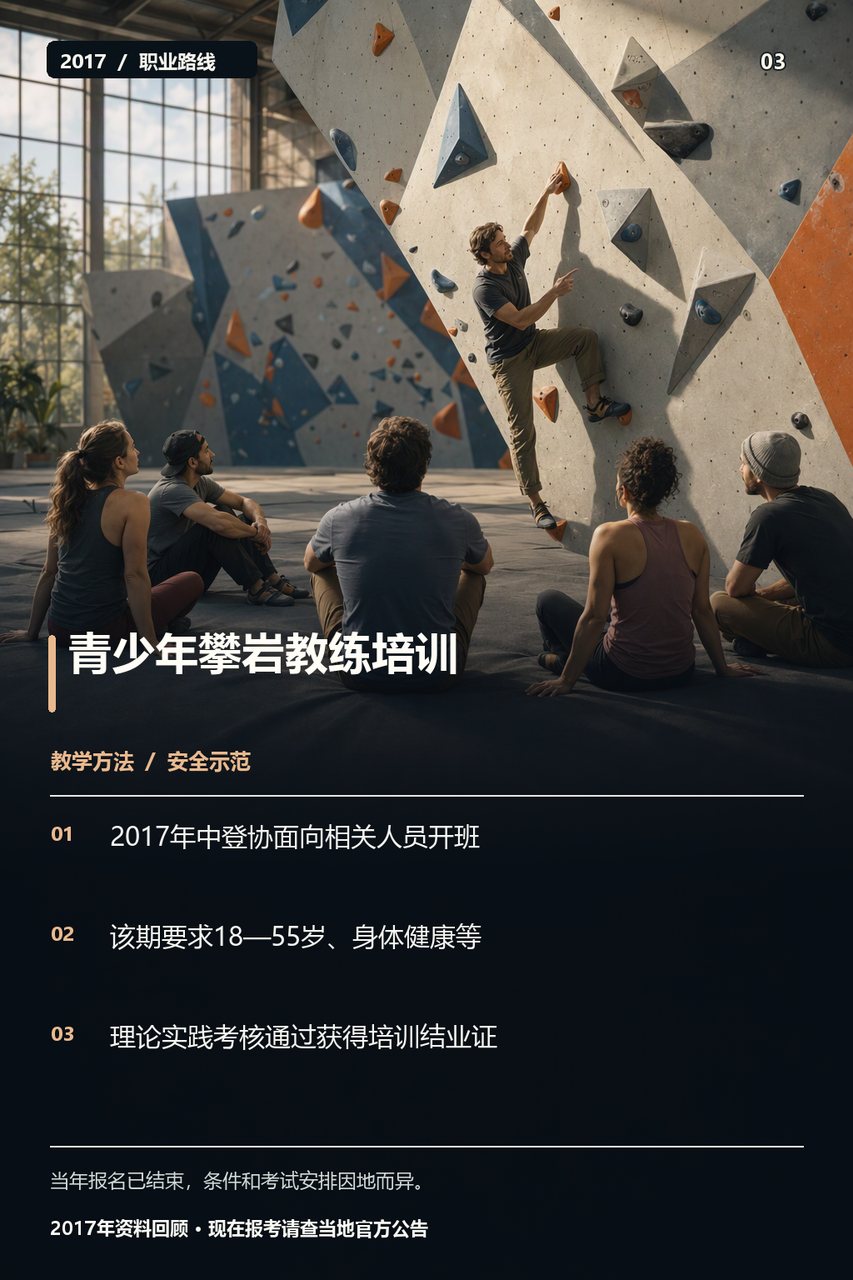 2017 / 职业路线
03
青少年攀岩教练培训
教学方法 / 安全示范
01 2017年中登协面向相关人员开班
02 该期要求18—55岁、身体健康等
03 理论实践考核通过获得培训结业证
当年报名已结束，条件和考试安排因地而异。
2017年资料回顾 · 现在报考请查当地官方公告